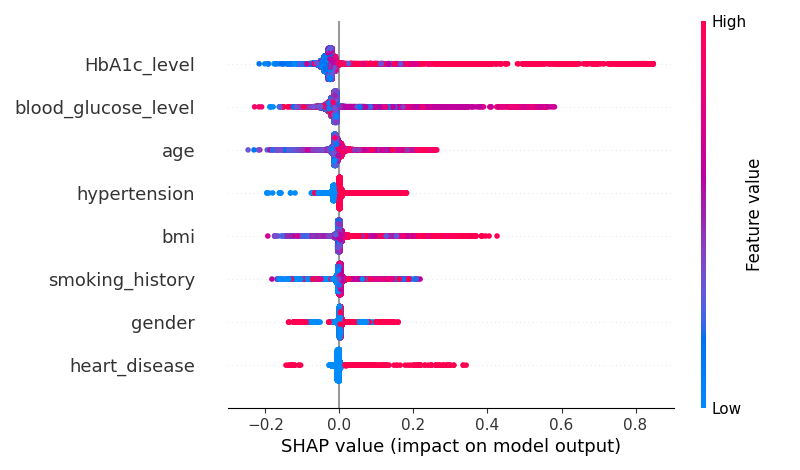 High
HbA1c_level
blood_glucose_level
age
hypertension
bmi
smoking_history
gender
heart_disease
Feature value
Low
−0.2 0.0 0.2 0.4 0.6 0.8
SHAP value (impact on model output)